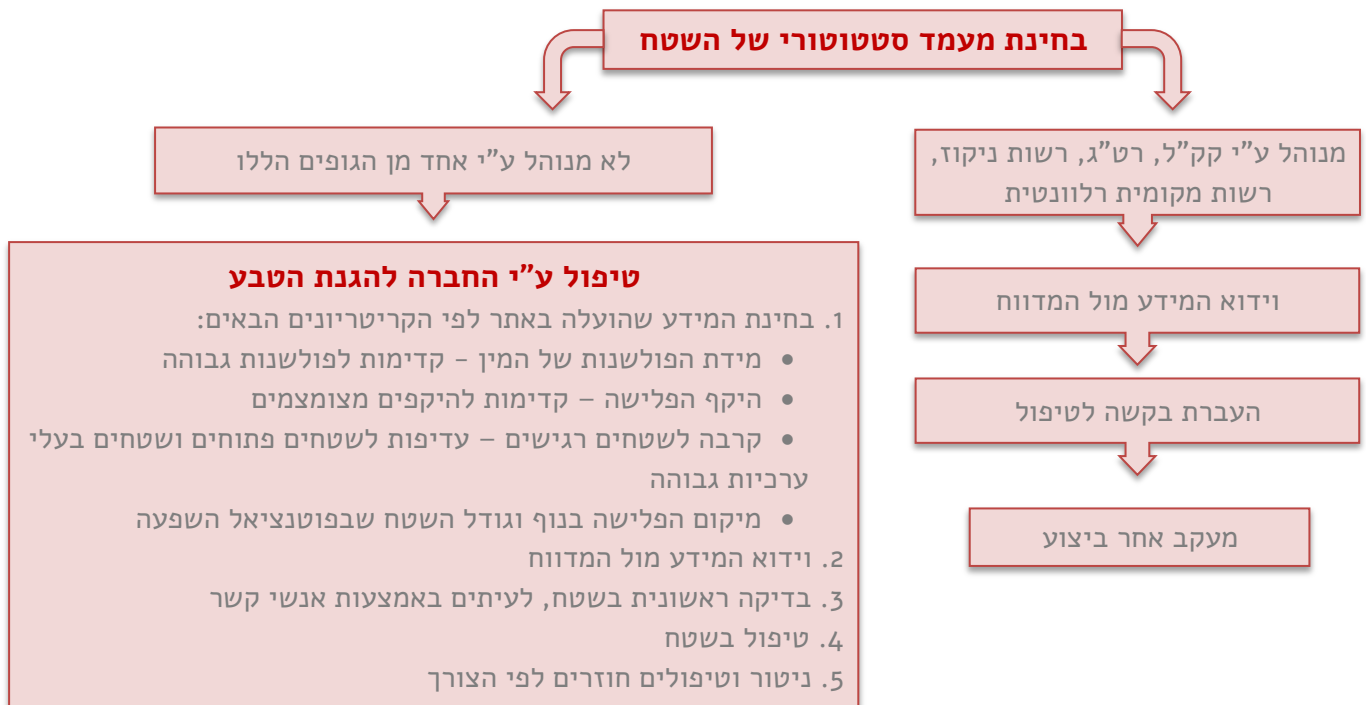 בחינת מעמד סטטוטורי של השטח
מנוהל ע"י קק"ל, רט"ג, רשות ניקוז,
רשות מקומית רלוונטית
וידוא המידע מול המדווח
העברת בקשה לטיפול
מעקב אחר ביצוע
לא מנוהל ע"י אחד מן הגופים הללו
טיפול ע"י החברה להגנת הטבע
1. בחינת המידע שהועלה באתר לפי הקריטריונים הבאים:
• מידת הפולשנות של המין - קדימות לפולשנות גבוהה
• היקף הפלישה – קדימות להיקפים מצומצמים
• קרבה לשטחים רגישים – עדיפות לשטחים פתוחים ושטחים בעלי
ערכיות גבוהה
• מיקום הפלישה בנוף וגודל השטח שבפוטנציאל השפעה
2. וידוא המידע מול המדווח
3. בדיקה ראשונית בשטח, לעיתים באמצעות אנשי קשר
4. טיפול בשטח
5. ניטור וטיפולים חוזרים לפי הצורך